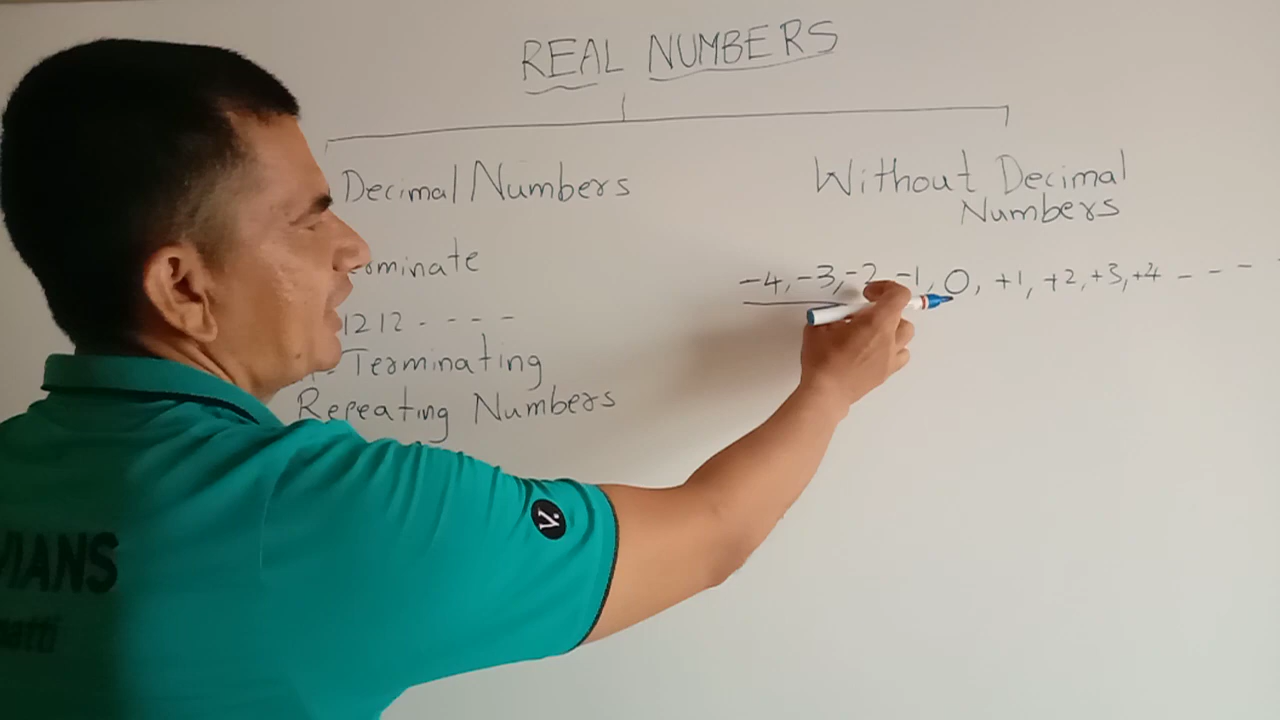 REAL NUMBERS
Decimal Numbers
Without Decimal
Numbers
-4, -3, -2, -1, 0, +1, +2, +3, +4 - - - -
1212 - - - -
Terminating
Repeating Numbers
V.